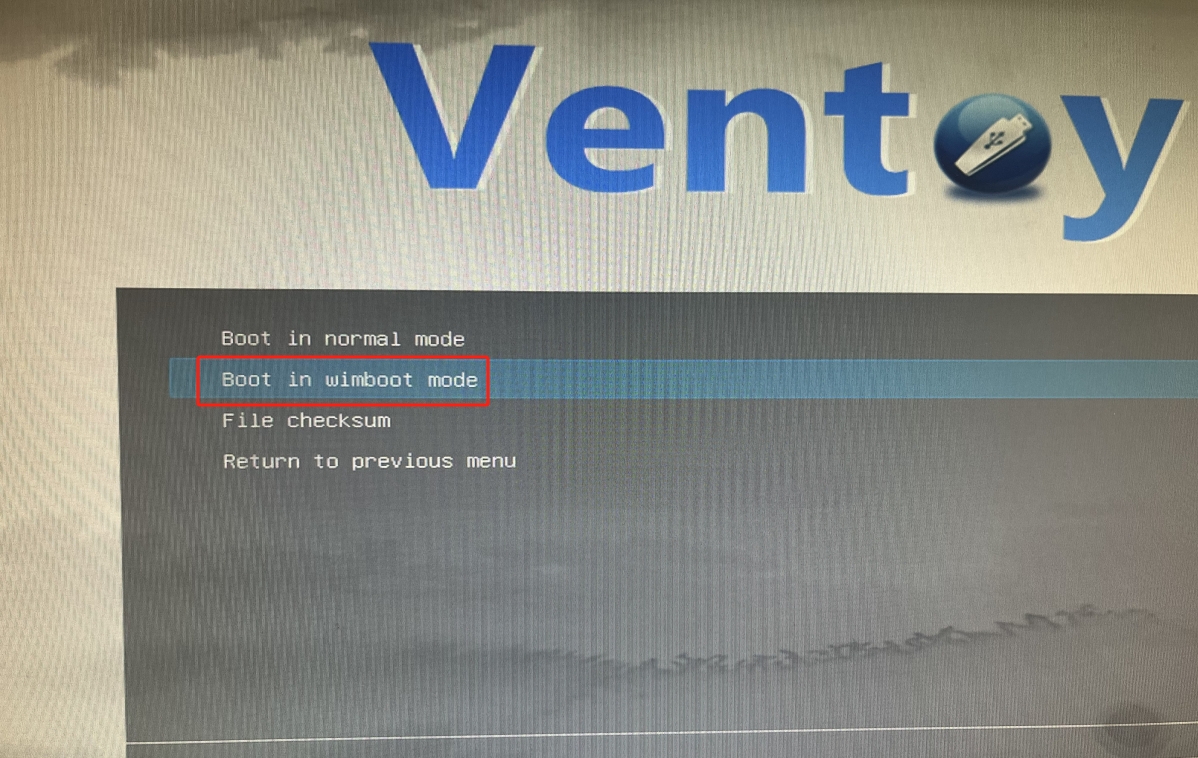 Ventoy
Boot in normal mode
Boot in wimboot mode
File checksum
Return to previous menu